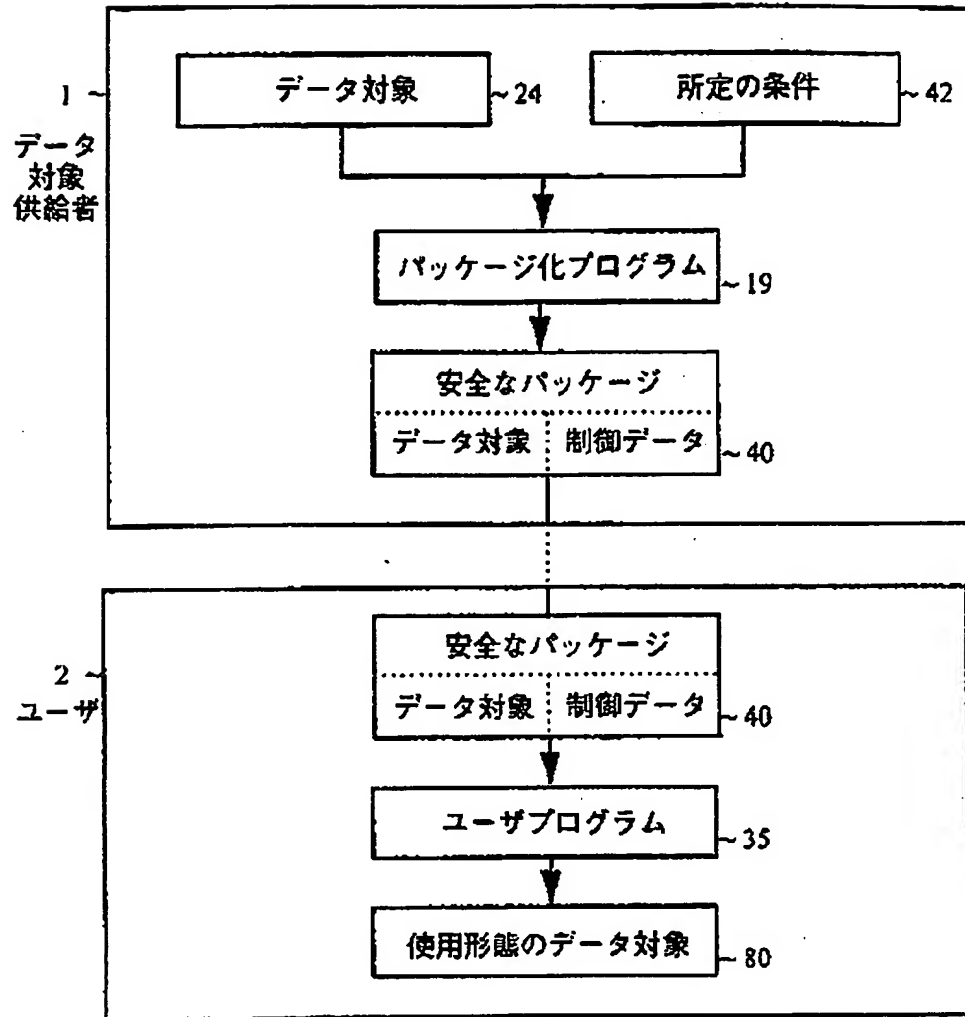 1 ~
データ
対象
供給者
データ対象 ~24
所定の条件 ~42
パッケージ化プログラム ~19
安全なパッケージ
データ対象 制御データ ~40
2 ~
ユーザ
安全なパッケージ
データ対象 制御データ ~40
ユーザプログラム ~35
使用形態のデータ対象 ~80